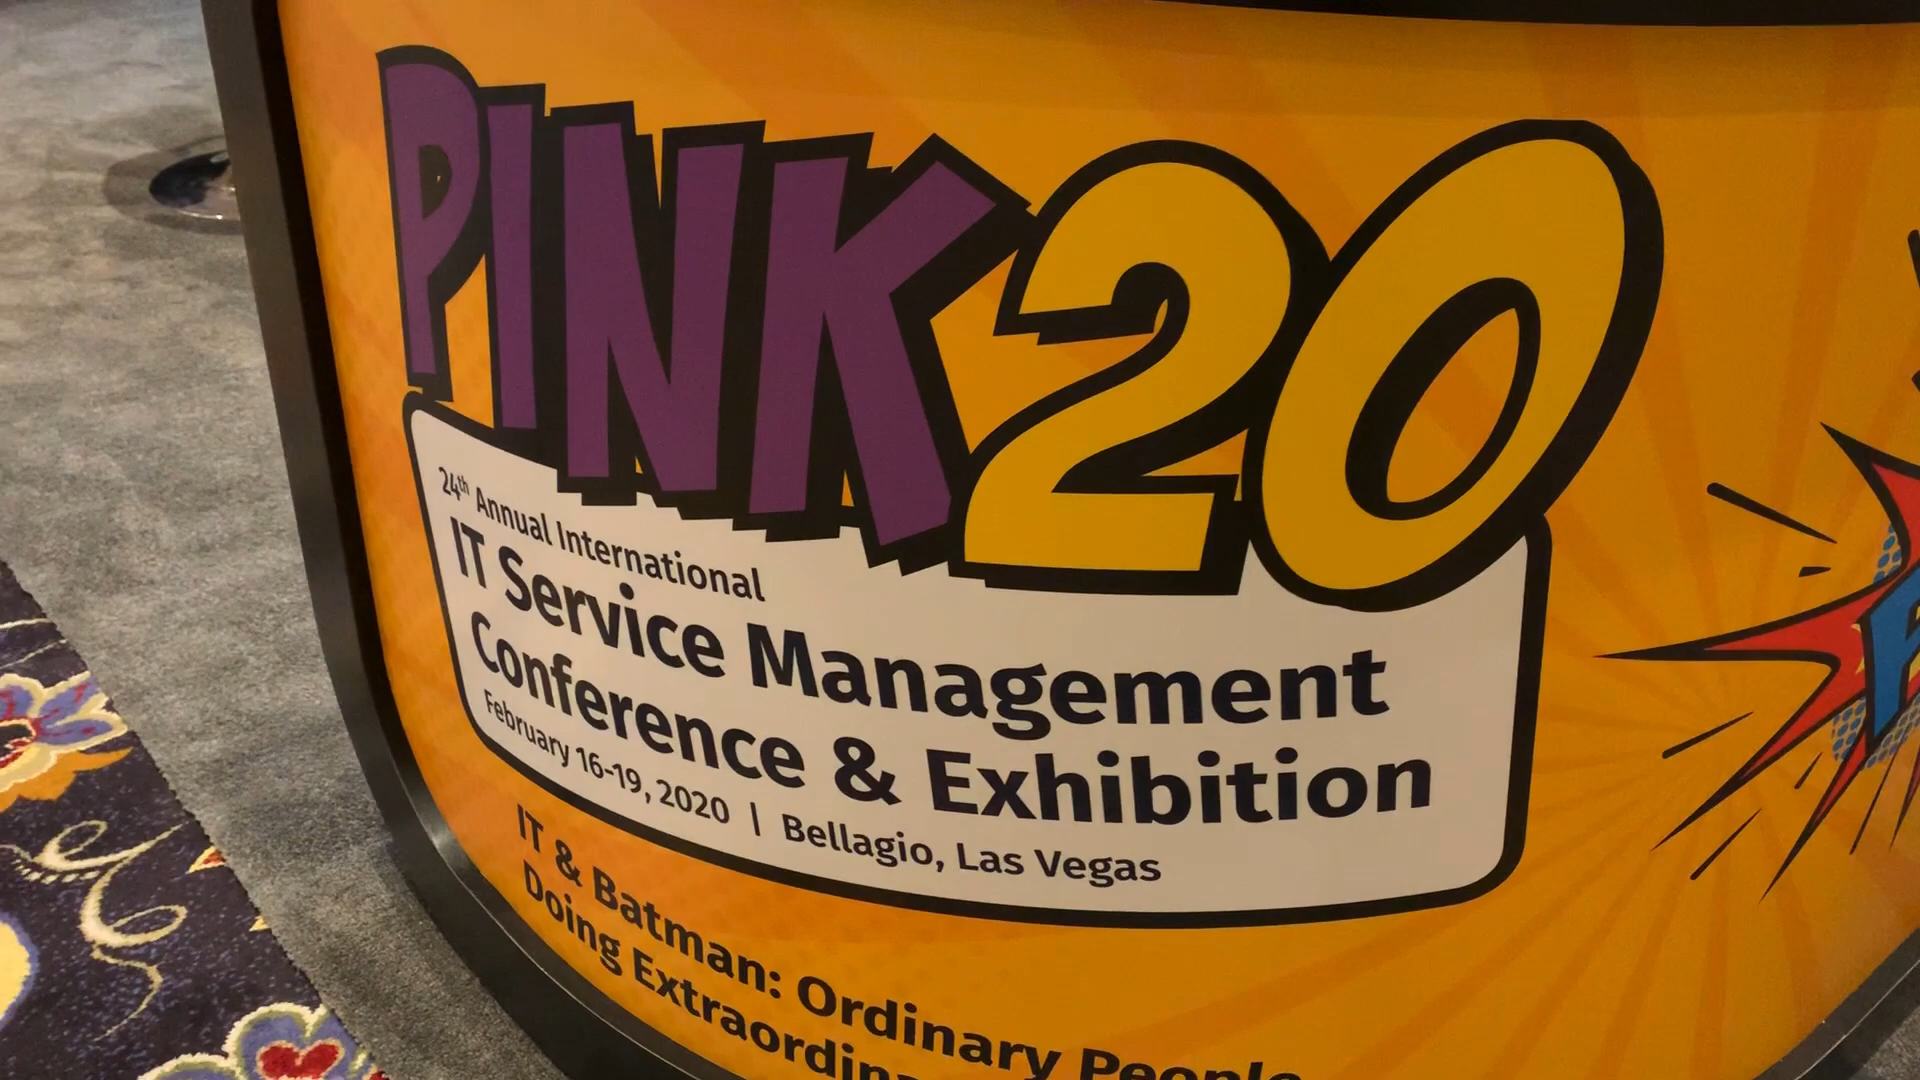 PINK20
24th Annual International
IT Service Management
Conference & Exhibition
February 16-19, 2020 | Bellagio, Las Vegas
IT & Batman: Ordinary People
Doing